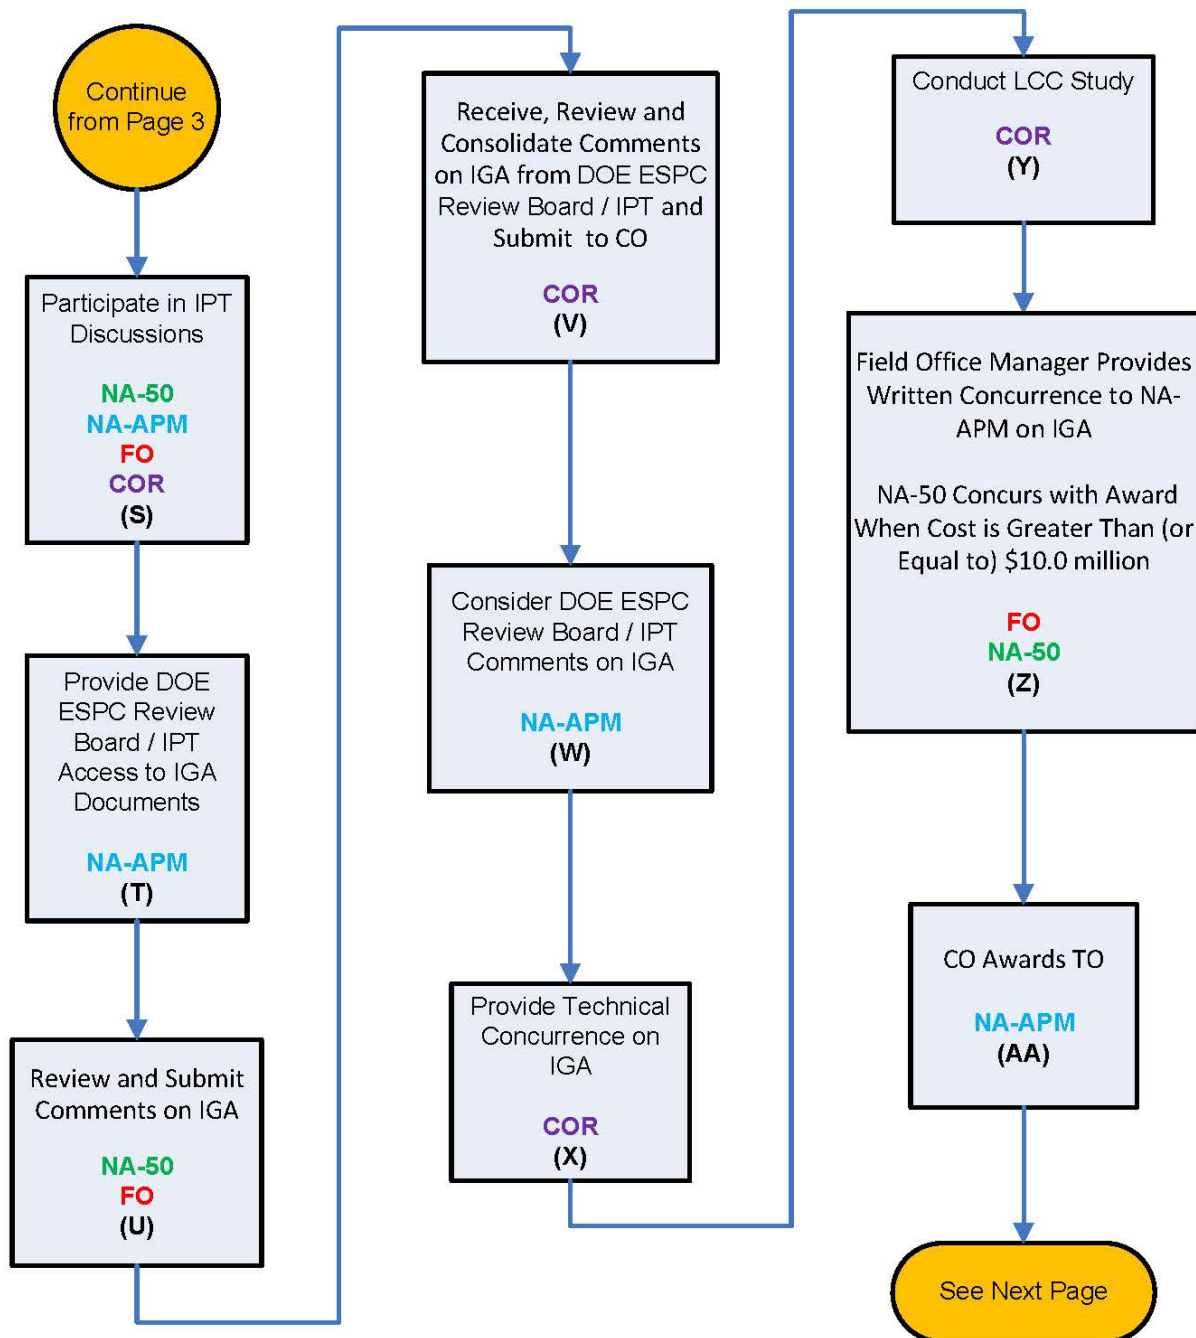 Continue
from Page 3
Participate in IPT
Discussions
NA-50
NA-APM
FO
COR
(S)
Provide DOE
ESPC Review
Board / IPT
Access to IGA
Documents
NA-APM
(T)
Review and Submit
Comments on IGA
NA-50
FO
(U)
Receive, Review and
Consolidate Comments
on IGA from DOE ESPC
Review Board / IPT and
Submit to CO
COR
(V)
Consider DOE ESPC
Review Board / IPT
Comments on IGA
NA-APM
(W)
Provide Technical
Concurrence on
IGA
COR
(X)
Conduct LCC Study
COR
(Y)
Field Office Manager Provides
Written Concurrence to NA-
APM on IGA
NA-50 Concurs with Award
When Cost is Greater Than (or
Equal to) $10.0 million
FO
NA-50
(Z)
CO Awards TO
NA-APM
(AA)
See Next Page